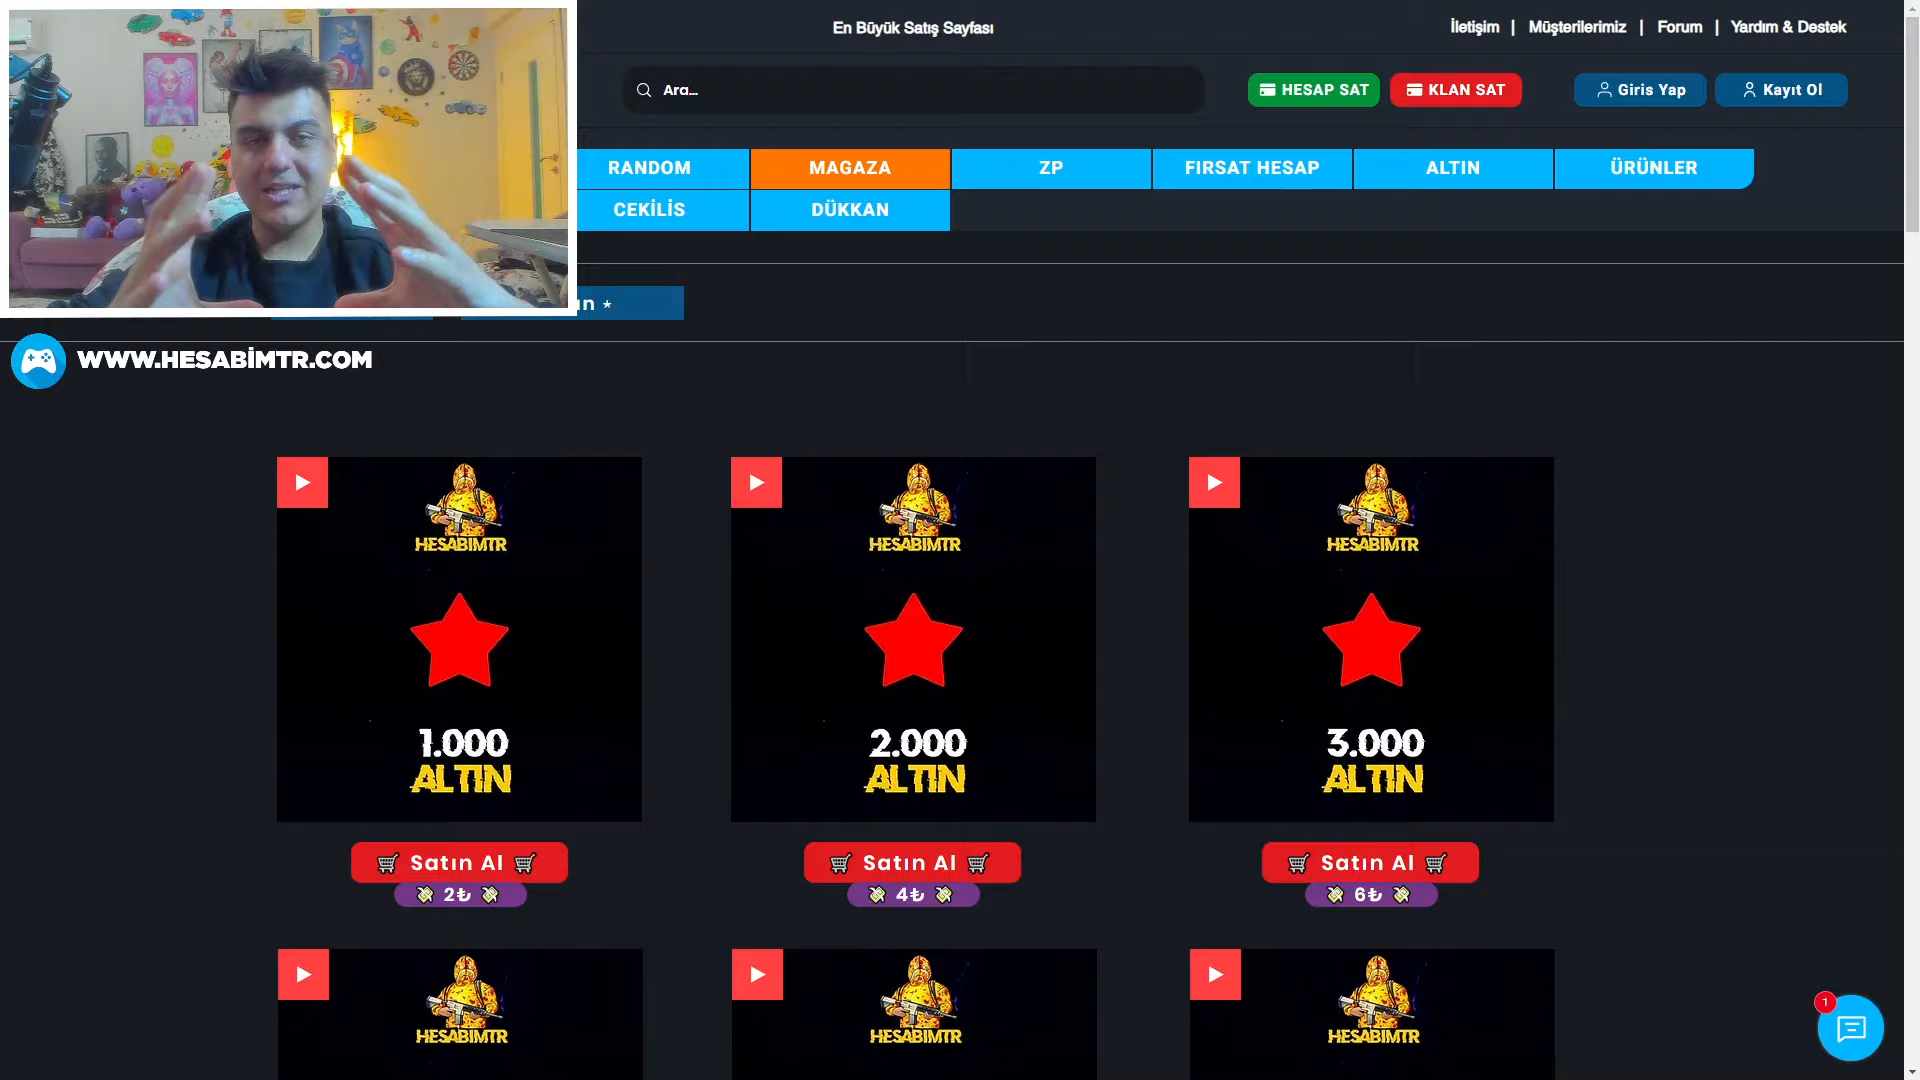 En Büyük Satış Sayfası
İletişim | Müşterilerimiz | Forum | Yardım & Destek
Ara...
HESAP SAT
KLAN SAT
Giris Yap
Kayıt Ol
RANDOM
MAGAZA
ZP
FIRSAT HESAP
ALTIN
ÜRÜNLER
CEKİLİS
DÜKKAN
WWW.HESABİMTR.COM
HESABIMTR
1.000
ALTIN
Satın Al
2₺
HESABIMTR
2.000
ALTIN
Satın Al
4₺
HESABIMTR
3.000
ALTIN
Satın Al
6₺
HESABIMTR
HESABIMTR
HESABIMTR
1